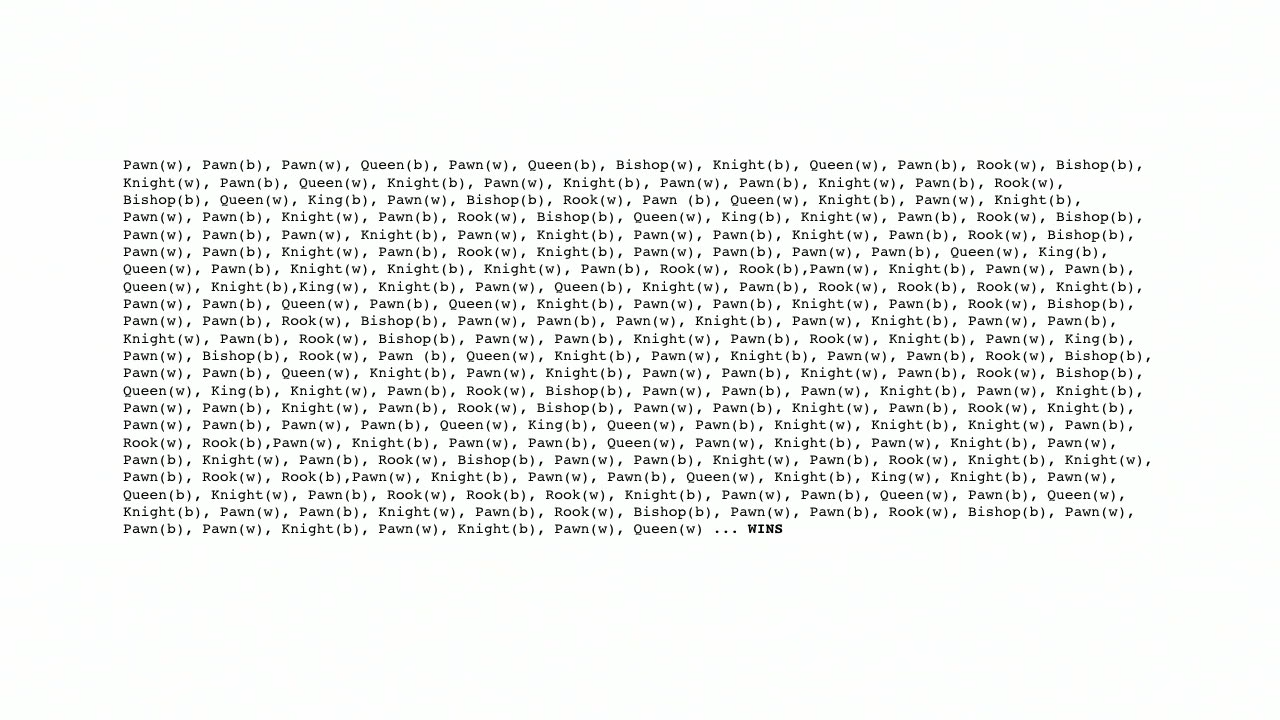 Pawn(w), Pawn(b), Pawn(w), Queen(b), Pawn(w), Queen(b), Bishop(w), Knight(b), Queen(w), Pawn(b), Rook(w), Bishop(b),
Knight(w), Pawn(b), Queen(w), Knight(b), Pawn(w), Knight(b), Pawn(w), Pawn(b), Knight(w), Pawn(b), Rook(w),
Bishop(b), Queen(w), King(b), Pawn(w), Bishop(b), Rook(w), Pawn (b), Queen(w), Knight(b), Pawn(w), Knight(b),
Pawn(w), Pawn(b), Knight(w), Pawn(b), Rook(w), Bishop(b), Queen(w), King(b), Knight(w), Pawn(b), Rook(w), Bishop(b),
Pawn(w), Pawn(b), Pawn(w), Knight(b), Pawn(w), Knight(b), Pawn(w), Pawn(b), Knight(w), Pawn(b), Rook(w), Bishop(b),
Pawn(w), Pawn(b), Knight(w), Pawn(b), Rook(w), Knight(b), Pawn(w), Pawn(b), Pawn(w), Pawn(b), Queen(w), King(b),
Queen(w), Pawn(b), Knight(w), Knight(b), Knight(w), Pawn(b), Rook(w), Rook(b),Pawn(w), Knight(b), Pawn(w), Pawn(b),
Queen(w), Knight(b),King(w), Knight(b), Pawn(w), Queen(b), Knight(w), Pawn(b), Rook(w), Rook(b), Rook(w), Knight(b),
Pawn(w), Pawn(b), Queen(w), Pawn(b), Queen(w), Knight(b), Pawn(w), Pawn(b), Knight(w), Pawn(b), Rook(w), Bishop(b),
Pawn(w), Pawn(b), Rook(w), Bishop(b), Pawn(w), Pawn(b), Pawn(w), Knight(b), Pawn(w), Knight(b), Pawn(w), Pawn(b),
Knight(w), Pawn(b), Rook(w), Bishop(b), Pawn(w), Pawn(b), Knight(w), Pawn(b), Rook(w), Knight(b), Pawn(w), King(b),
Pawn(w), Bishop(b), Rook(w), Pawn (b), Queen(w), Knight(b), Pawn(w), Knight(b), Pawn(w), Pawn(b), Rook(w), Bishop(b),
Pawn(w), Pawn(b), Queen(w), Knight(b), Pawn(w), Knight(b), Pawn(w), Pawn(b), Knight(w), Pawn(b), Rook(w), Bishop(b),
Queen(w), King(b), Knight(w), Pawn(b), Rook(w), Bishop(b), Pawn(w), Pawn(b), Pawn(w), Knight(b), Pawn(w), Knight(b),
Pawn(w), Pawn(b), Knight(w), Pawn(b), Rook(w), Bishop(b), Pawn(w), Pawn(b), Knight(w), Pawn(b), Rook(w), Knight(b),
Pawn(w), Pawn(b), Pawn(w), Pawn(b), Queen(w), King(b), Queen(w), Pawn(b), Knight(w), Knight(b), Knight(w), Pawn(b),
Rook(w), Rook(b),Pawn(w), Knight(b), Pawn(w), Pawn(b), Queen(w), Pawn(w), Knight(b), Pawn(w), Knight(b), Pawn(w),
Pawn(b), Knight(w), Pawn(b), Rook(w), Bishop(b), Pawn(w), Pawn(b), Knight(w), Pawn(b), Rook(w), Knight(b), Knight(w),
Pawn(b), Rook(w), Rook(b),Pawn(w), Knight(b), Pawn(w), Pawn(b), Queen(w), Knight(b), King(w), Knight(b), Pawn(w),
Queen(b), Knight(w), Pawn(b), Rook(w), Rook(b), Rook(w), Knight(b), Pawn(w), Pawn(b), Queen(w), Pawn(b), Queen(w),
Knight(b), Pawn(w), Pawn(b), Knight(w), Pawn(b), Rook(w), Bishop(b), Pawn(w), Pawn(b), Rook(w), Bishop(b), Pawn(w),
Pawn(b), Pawn(w), Knight(b), Pawn(w), Knight(b), Pawn(w), Queen(w) ... WINS